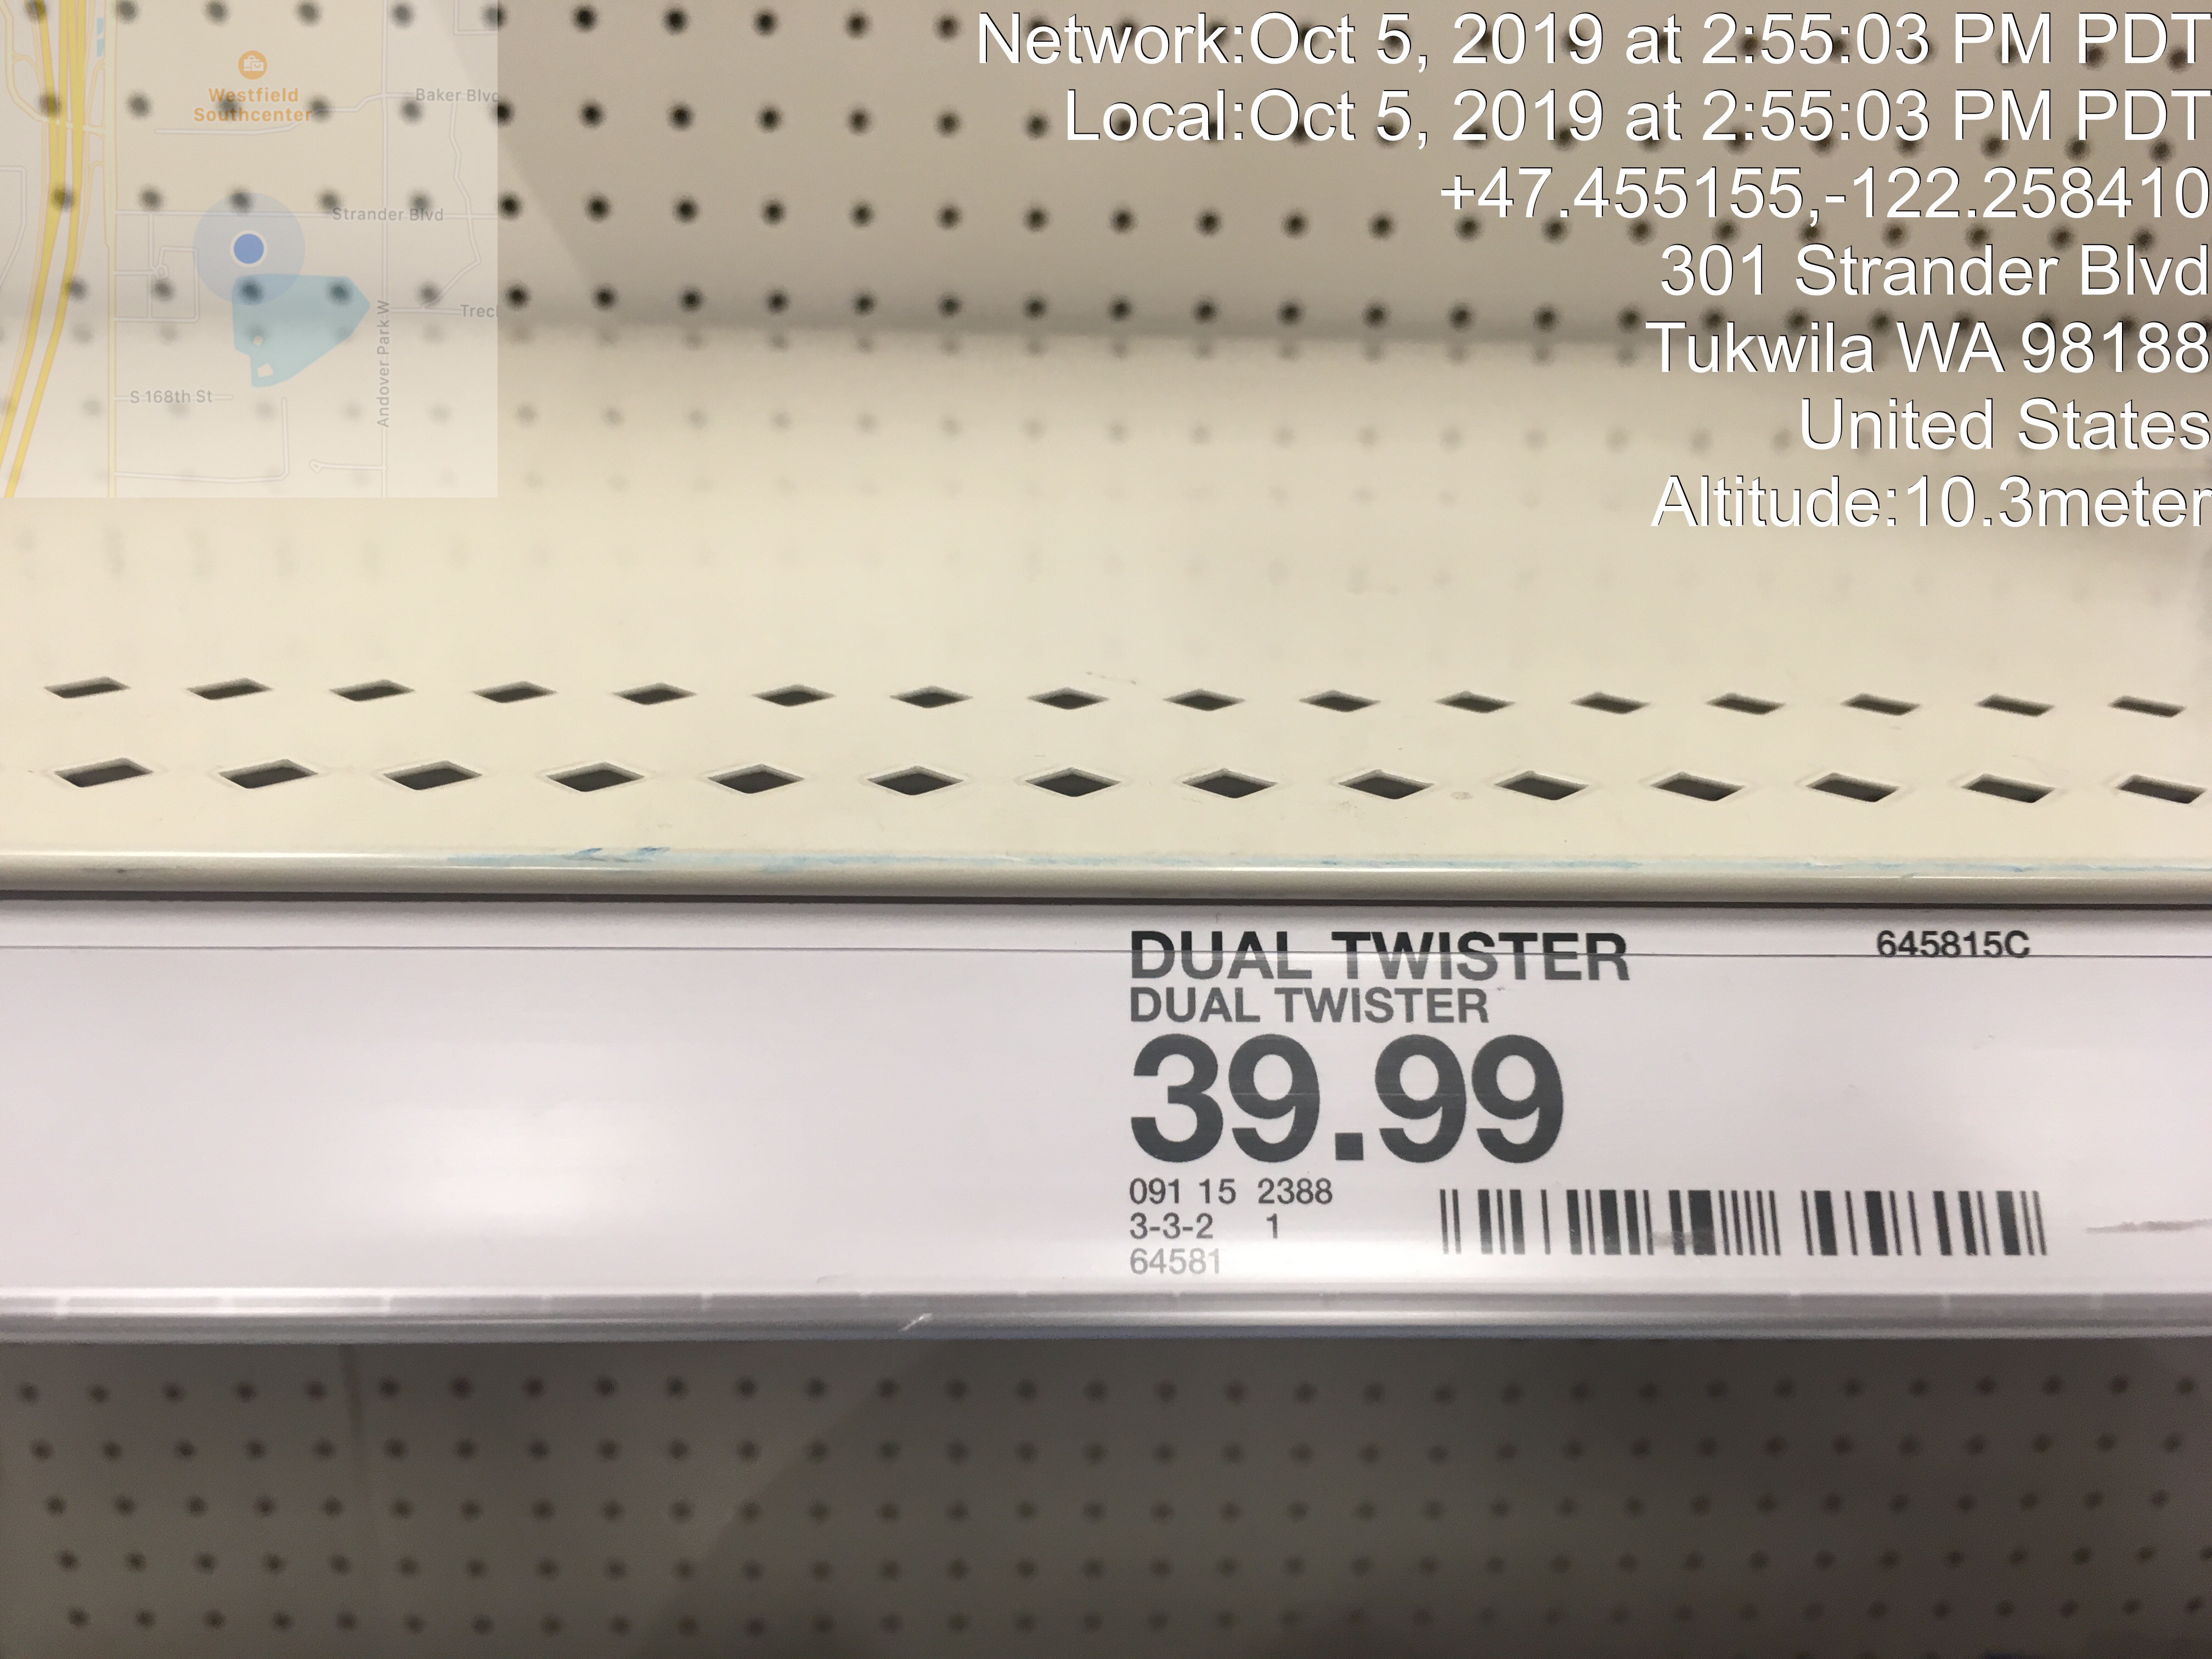 Network:Oct 5, 2019 at 2:55:03 PM PDT
Local:Oct 5, 2019 at 2:55:03 PM PDT
+47.455155,-122.258410
301 Strander Blvd
Tukwila WA 98188
United States
Altitude:10.3meter
Westfield
Southcenter
Baker Blvd
Strander Blvd
Trec
Andover Park W
S 168th St
DUAL TWISTER 645815C
DUAL TWISTER
39.99
091 15 2388
3-3-2 1
64581